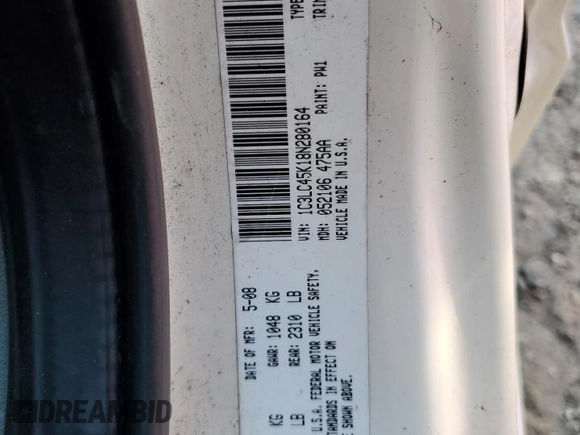 DATE OF MFR: 5-08
GAWR: 1048 KG
KG
REAR: 2310 LB
LB
U.S.A. FEDERAL MOTOR VEHICLE SAFETY,
STANDARDS IN EFFECT ON
SHOWN ABOVE.
VIN: 1C3LC45K18N280164
TYPE
MDH: 052106 475AA
PAINT: PW1
TRIM
VEHICLE MADE IN U.S.A.
DREAMBID